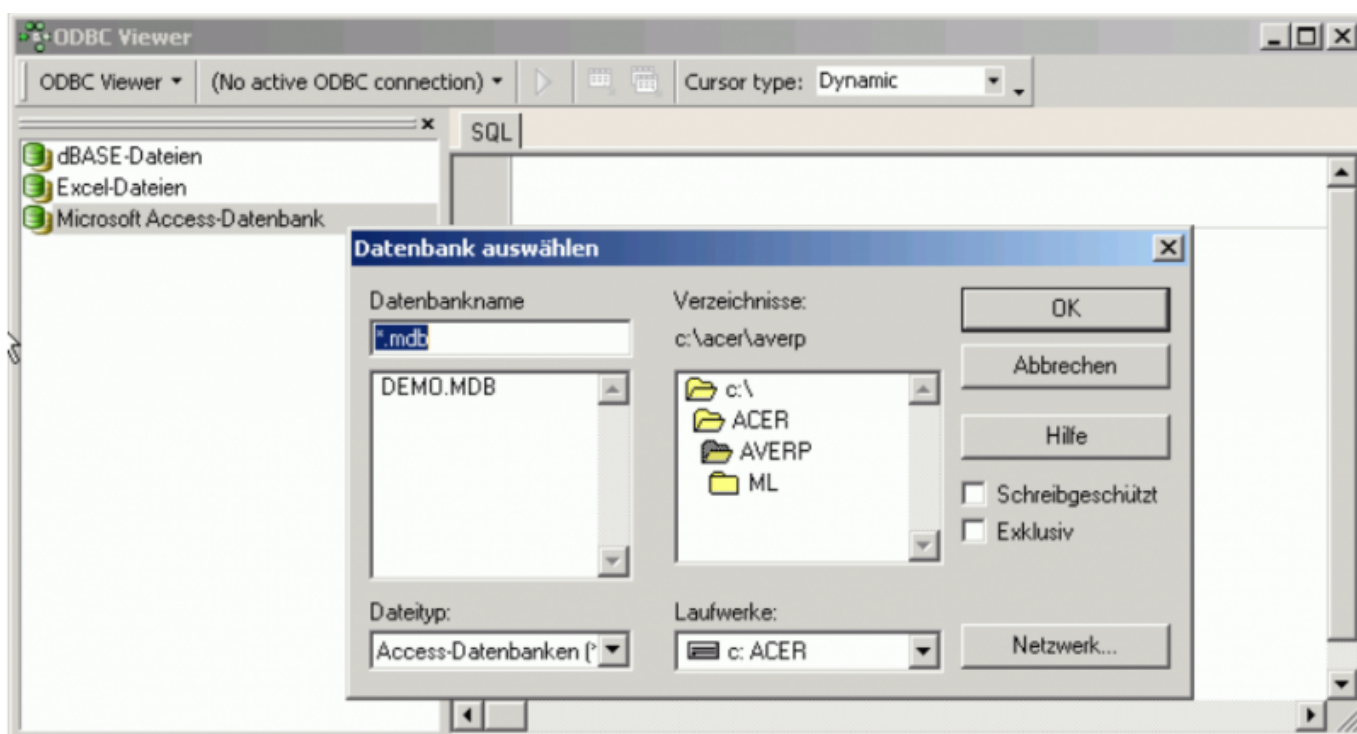 ODBC Viewer
ODBC Viewer (No active ODBC connection) Cursor type: Dynamic
SQL
dBASE-Dateien
Excel-Dateien
Microsoft Access-Datenbank
Datenbank auswählen
Datenbankname
*.mdb
DEMO.MDB
Dateityp:
Access-Datenbanken (*
Verzeichnisse:
c:\acer\averp
c:\
ACER
AVERP
ML
Laufwerke:
c: ACER
OK
Abbrechen
Hilfe
Schreibgeschützt
Exklusiv
Netzwerk...